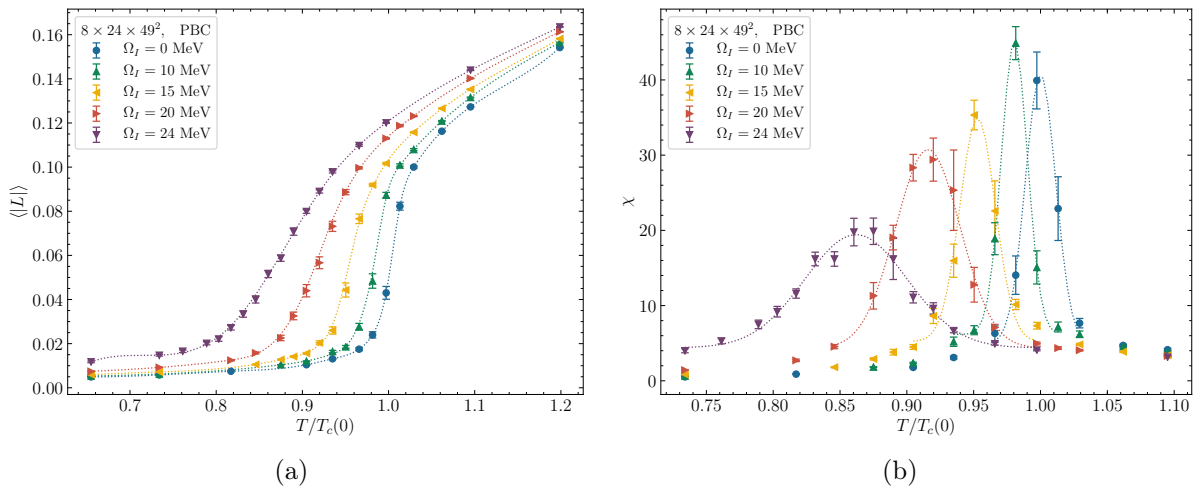 8 × 24 × 49², PBC
Ω_I = 0 MeV
Ω_I = 10 MeV
Ω_I = 15 MeV
Ω_I = 20 MeV
Ω_I = 24 MeV
⟨|L|⟩
0.16
0.14
0.12
0.10
0.08
0.06
0.04
0.02
0.00
0.7 0.8 0.9 1.0 1.1 1.2
T/T_c(0)
(a)
8 × 24 × 49², PBC
Ω_I = 0 MeV
Ω_I = 10 MeV
Ω_I = 15 MeV
Ω_I = 20 MeV
Ω_I = 24 MeV
χ
40
30
20
10
0
0.75 0.80 0.85 0.90 0.95 1.00 1.05 1.10
T/T_c(0)
(b)